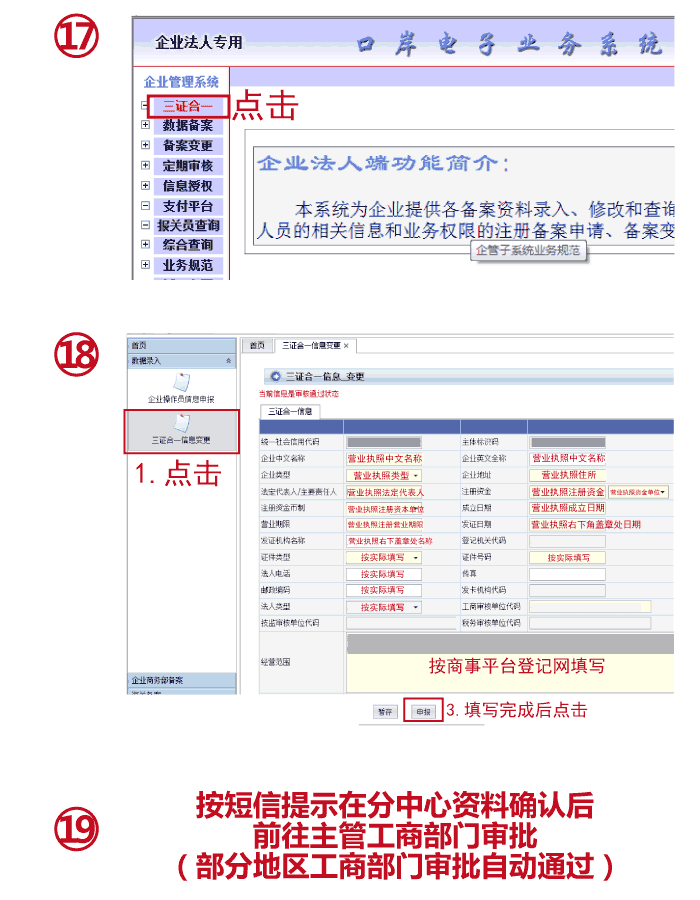 ⑰
企业法人专用
口岸电子业务系统
企业管理系统
三证合一
点击
数据备案
备案变更
定期审核
信息授权
支付平台
报关员查询
综合查询
业务规范
企业法人端功能简介：
本系统为企业提供各备案资料录入、修改和查询
人员的相关信息和业务权限的注册备案申请、备案变
企管子系统业务规范
⑱
首页
数据录入
企业操作员信息申报
三证合一信息变更
1.点击
首页 三证合一信息变更 ×
三证合一信息_变更
当前信息是审核通过状态
三证合一信息
统一社会信用代码 主体标识码
企业中文名称 营业执照中文名称 企业英文全称 营业执照中文名称
企业类型 营业执照类型 企业地址 营业执照住所
法定代表人/主要责任人 营业执照法定代表人 注册资金 营业执照注册资金 营业执照资金单位
注册资金币制 营业执照注册资本单位 成立日期 营业执照成立日期
营业期限 营业执照注册营业期限 发证日期 营业执照右下角盖章处日期
发证机构名称 营业执照右下盖章处名称 登记机关代码
证件类型 按实际填写 证件号码 按实际填写
法人电话 按实际填写 传真
邮政编码 按实际填写 发卡机构代码
法人类型 按实际填写 工商审核单位代码
技监审核单位代码 税务审核单位代码
经营范围 按商事平台登记网填写
企业商务部备案
暂存 申报 3.填写完成后点击
⑲
按短信提示在分中心资料确认后
前往主管工商部门审批
（部分地区工商部门审批自动通过）